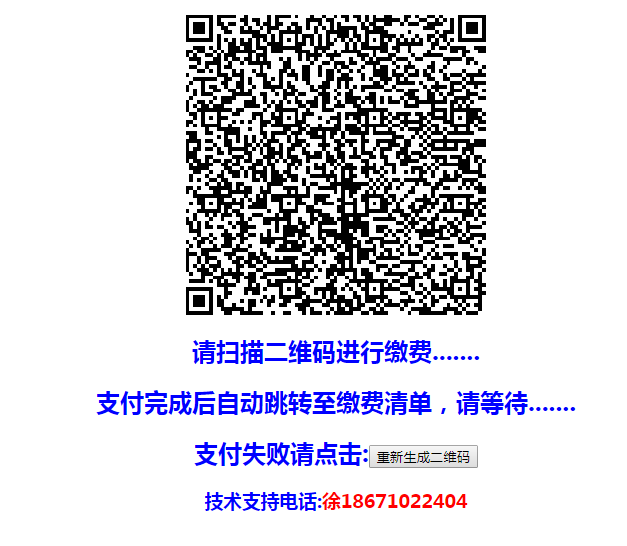 请扫描二维码进行缴费.......
支付完成后自动跳转至缴费清单，请等待.......
支付失败请点击:重新生成二维码
技术支持电话:徐18671022404